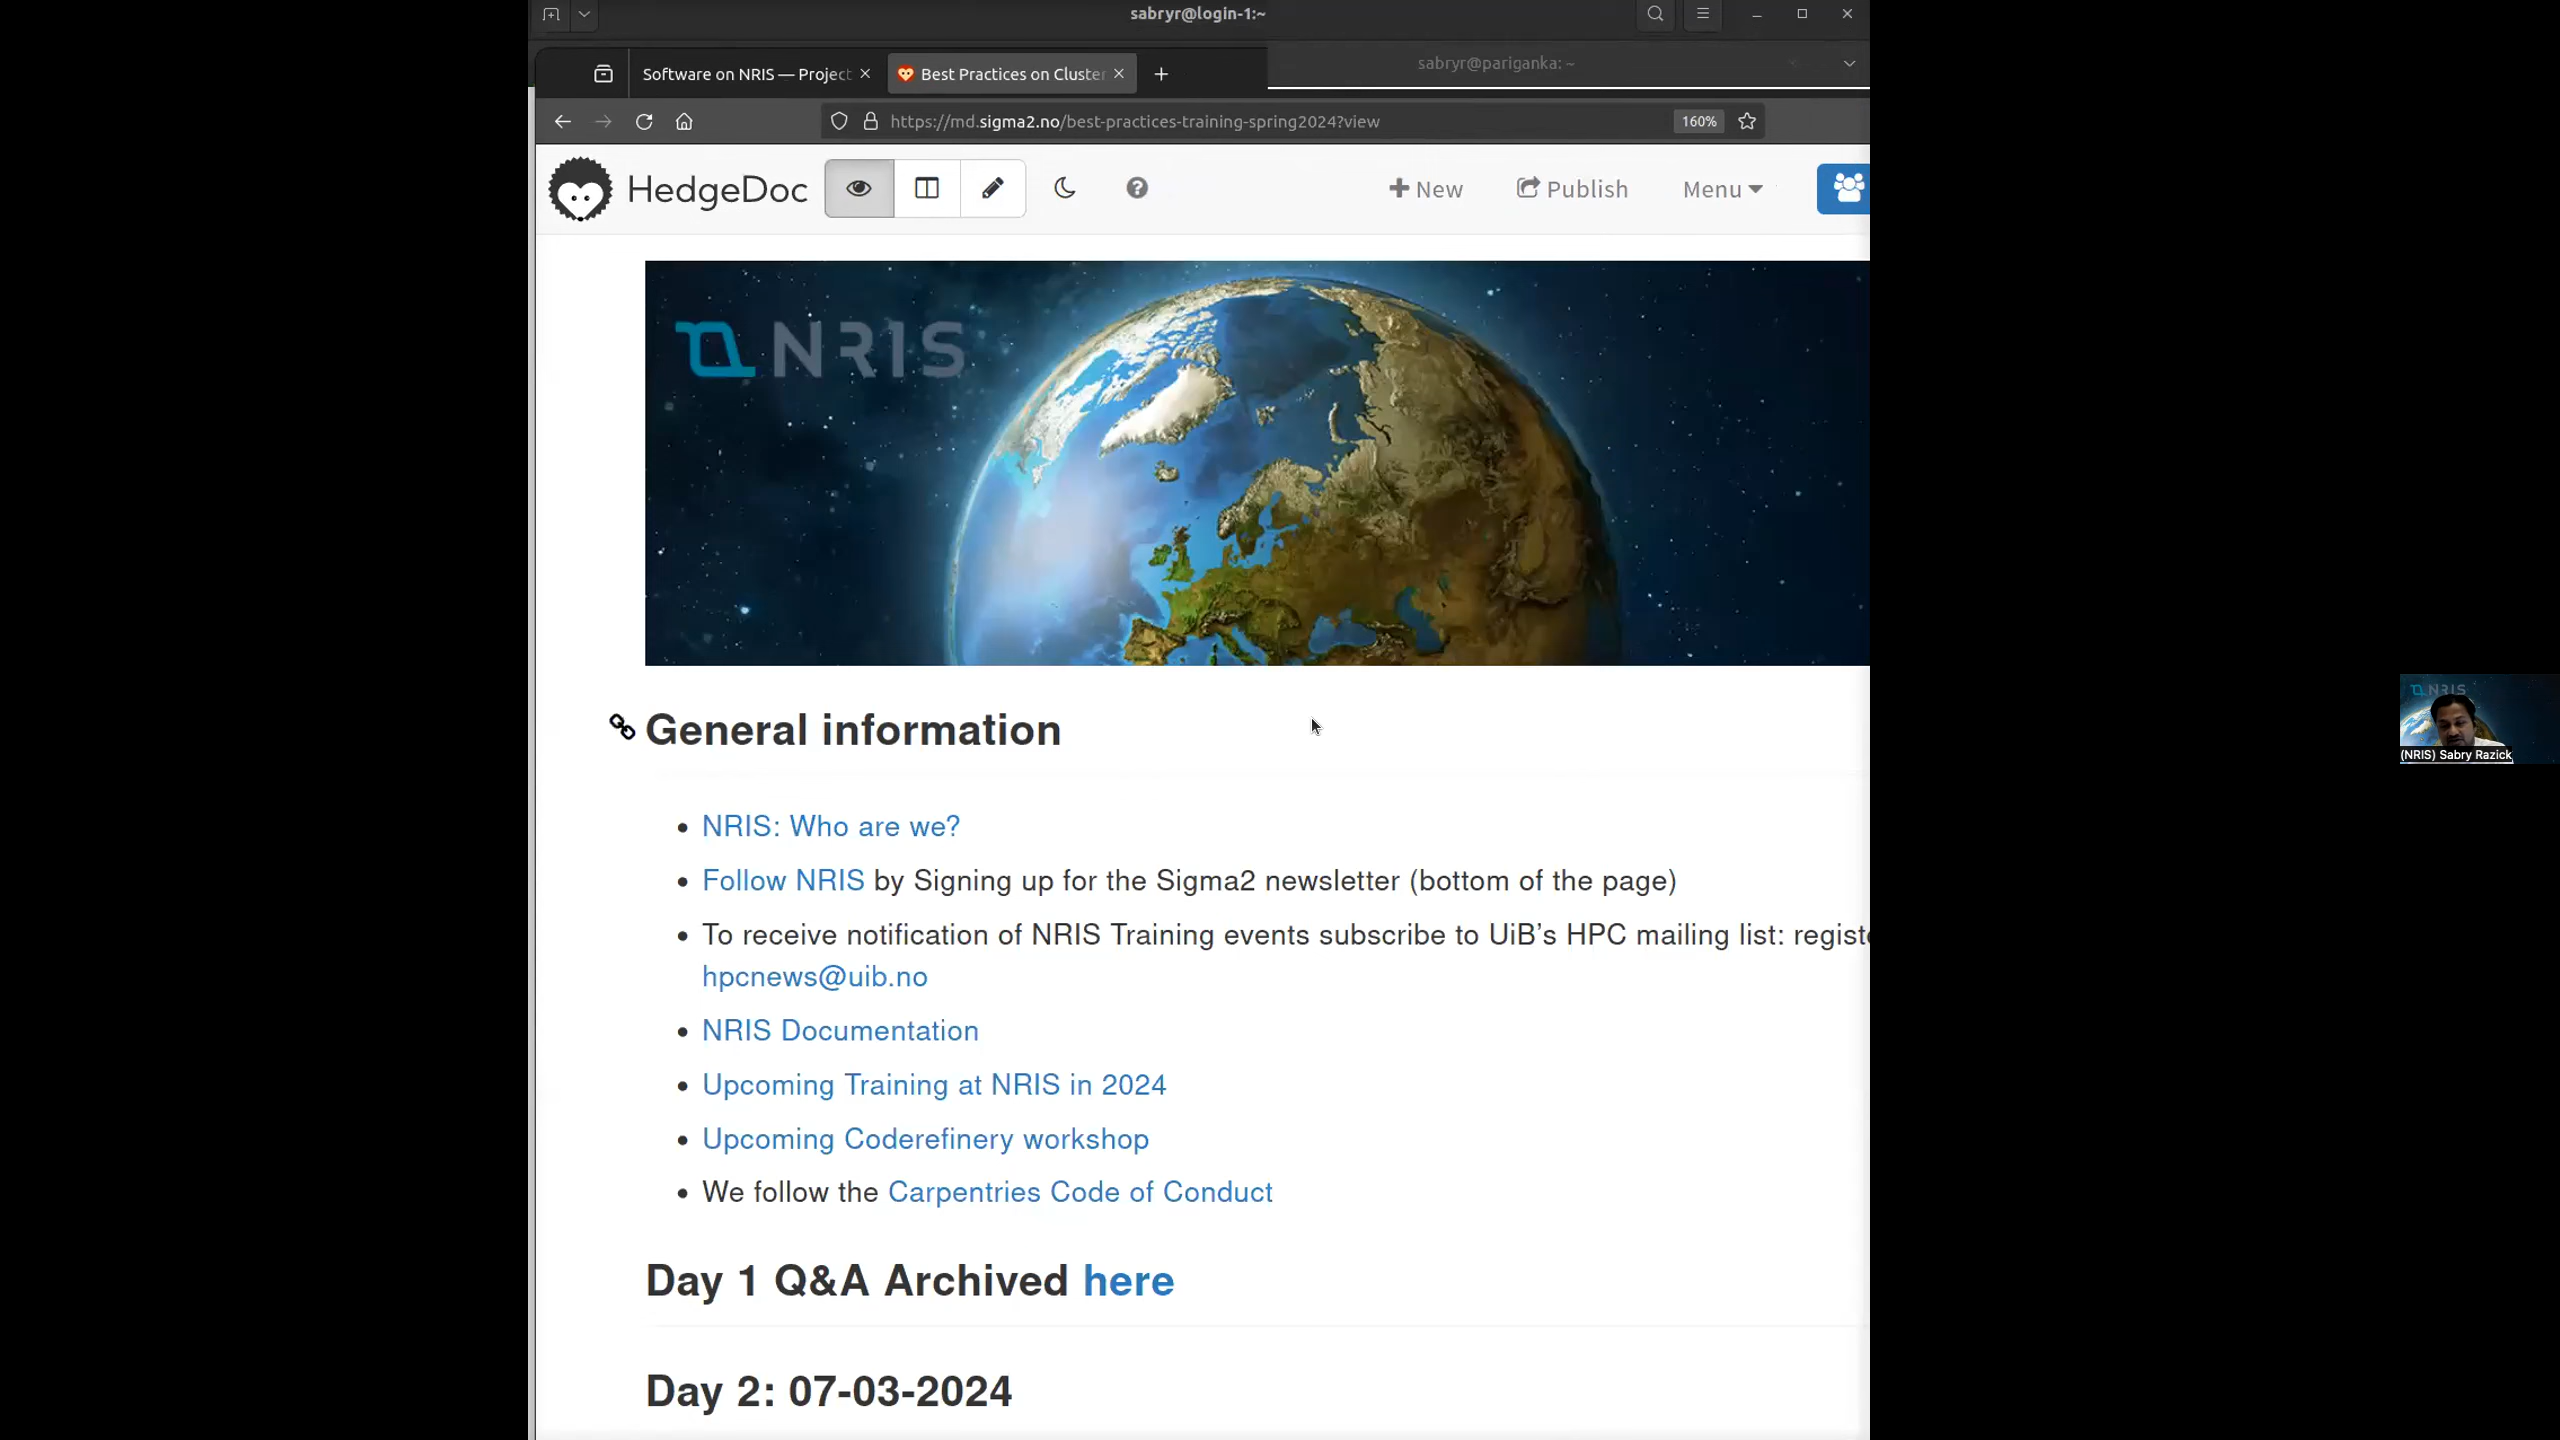 sabryr@login-1:~
sabryr@pariganka: ~
Software on NRIS — Project
Best Practices on Cluster
https://md.sigma2.no/best-practices-training-spring2024?view
160%
HedgeDoc
New
Publish
Menu
NRIS
General information
NRIS: Who are we?
Follow NRIS by Signing up for the Sigma2 newsletter (bottom of the page)
To receive notification of NRIS Training events subscribe to UiB’s HPC mailing list: registe
hpcnews@uib.no
NRIS Documentation
Upcoming Training at NRIS in 2024
Upcoming Coderefinery workshop
We follow the Carpentries Code of Conduct
Day 1 Q&A Archived here
Day 2: 07-03-2024
NRIS
(NRIS) Sabry Razick